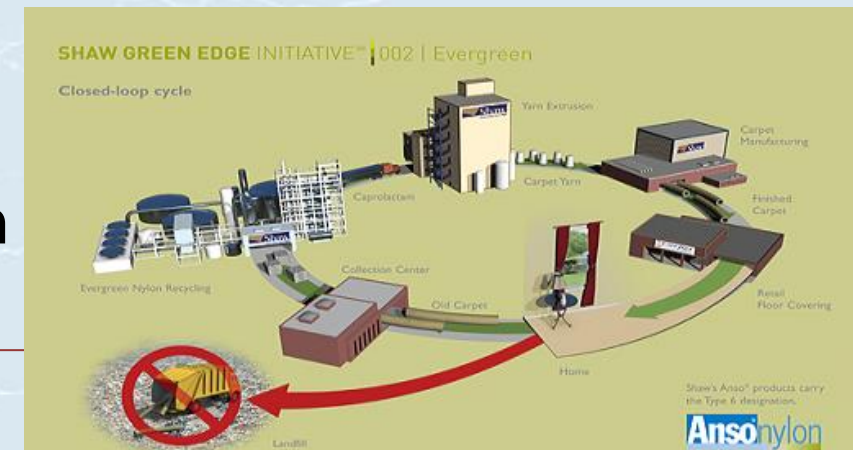 SHAW GREEN EDGE INITIATIVE℠ 002 | Evergreen
Closed-loop cycle
Yarn Extrusion
Carpet
Manufacturing
Caprolactam
Carpet Yarn
Finished
Carpet
n
Evergreen Nylon Recycling
Collection Center
Old Carpet
Retail
Floor Covering
Home
Shaw's Anso® products carry
the Type 6 designation.
Landfill
Ansonylon